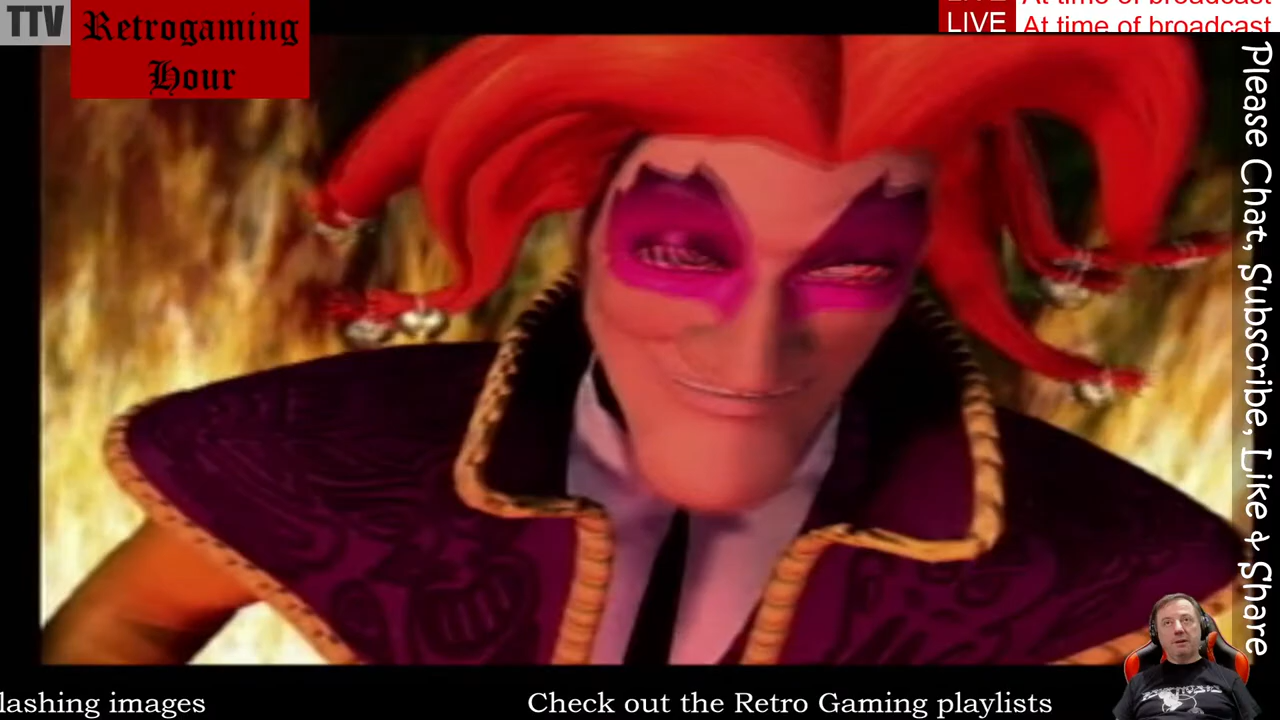 TTV
Retrogaming
Hour
LIVE At time of broadcast
LIVE At time of broadcast
Please Chat, Subscribe, Like & Share
lashing images
Check out the Retro Gaming playlists